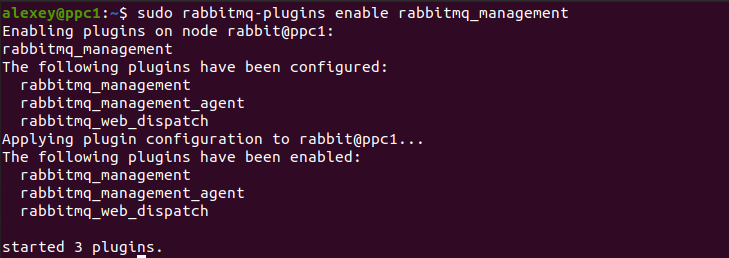 alexey@ppc1:~$ sudo rabbitmq-plugins enable rabbitmq_management
Enabling plugins on node rabbit@ppc1:
rabbitmq_management
The following plugins have been configured:
  rabbitmq_management
  rabbitmq_management_agent
  rabbitmq_web_dispatch
Applying plugin configuration to rabbit@ppc1...
The following plugins have been enabled:
  rabbitmq_management
  rabbitmq_management_agent
  rabbitmq_web_dispatch

started 3 plugins.